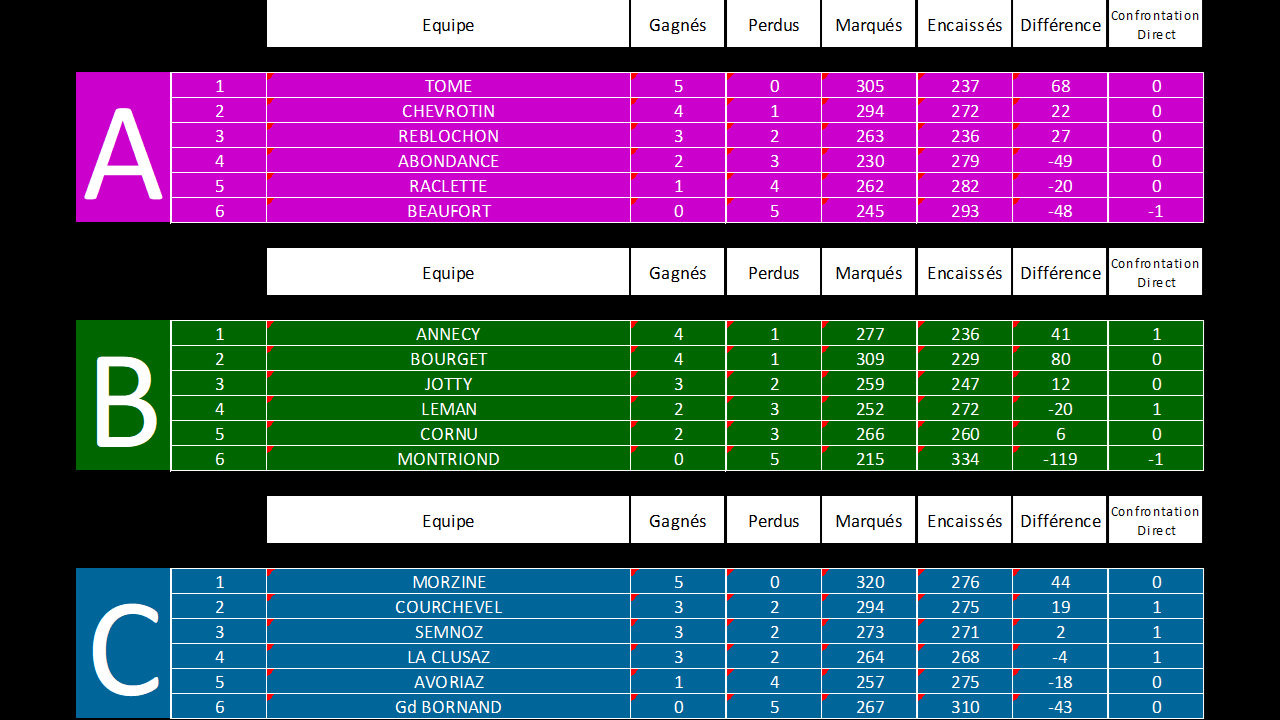 Equipe Gagnés Perdus Marqués Encaissés Différence Confrontation Direct
A
1 TOME 5 0 305 237 68 0
2 CHEVROTIN 4 1 294 272 22 0
3 REBLOCHON 3 2 263 236 27 0
4 ABONDANCE 2 3 230 279 -49 0
5 RACLETTE 1 4 262 282 -20 0
6 BEAUFORT 0 5 245 293 -48 -1
Equipe Gagnés Perdus Marqués Encaissés Différence Confrontation Direct
B
1 ANNECY 4 1 277 236 41 1
2 BOURGET 4 1 309 229 80 0
3 JOTTY 3 2 259 247 12 0
4 LEMAN 2 3 252 272 -20 1
5 CORNU 2 3 266 260 6 0
6 MONTRIOND 0 5 215 334 -119 -1
Equipe Gagnés Perdus Marqués Encaissés Différence Confrontation Direct
C
1 MORZINE 5 0 320 276 44 0
2 COURCHEVEL 3 2 294 275 19 1
3 SEMNOZ 3 2 273 271 2 1
4 LA CLUSAZ 3 2 264 268 -4 1
5 AVORIAZ 1 4 257 275 -18 0
6 Gd BORNAND 0 5 267 310 -43 0